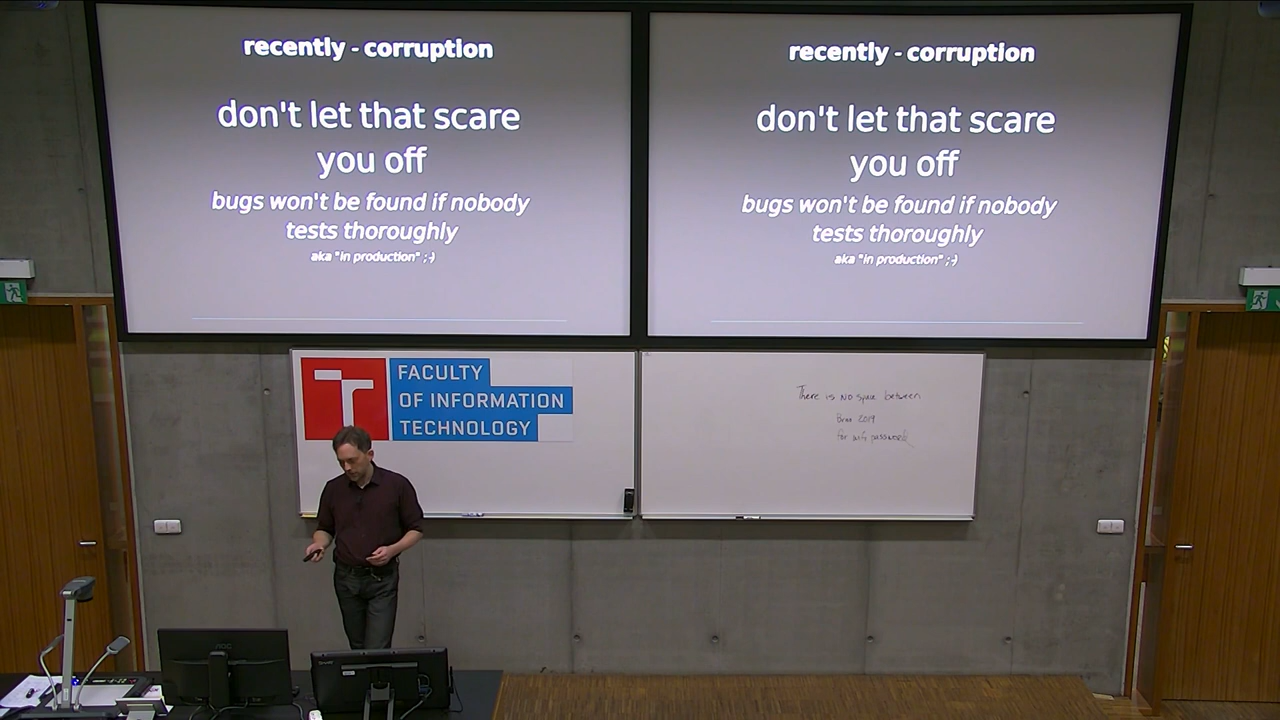 recently - corruption
don't let that scare
you off
bugs won't be found if nobody
tests thoroughly
aka "in production" ;-)
recently - corruption
don't let that scare
you off
bugs won't be found if nobody
tests thoroughly
aka "in production" ;-)
FACULTY
OF INFORMATION
TECHNOLOGY
There is NO space between
Brno 2019
for wifi password